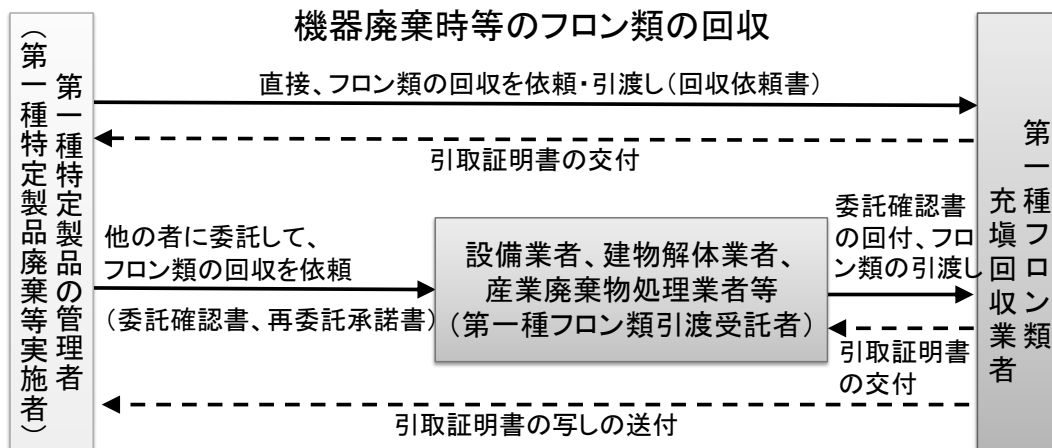 機器廃棄時等のフロン類の回収
第一種特定製品の管理者
（第一種特定製品廃棄等実施者）
直接、フロン類の回収を依頼・引渡し（回収依頼書）
引取証明書の交付
他の者に委託して、
フロン類の回収を依頼
（委託確認書、再委託承諾書）
設備業者、建物解体業者、
産業廃棄物処理業者等
（第一種フロン類引渡受託者）
委託確認書
の回付、フロ
ン類の引渡し
引取証明書
の交付
引取証明書の写しの送付
第一種フロン類
充塡回収業者